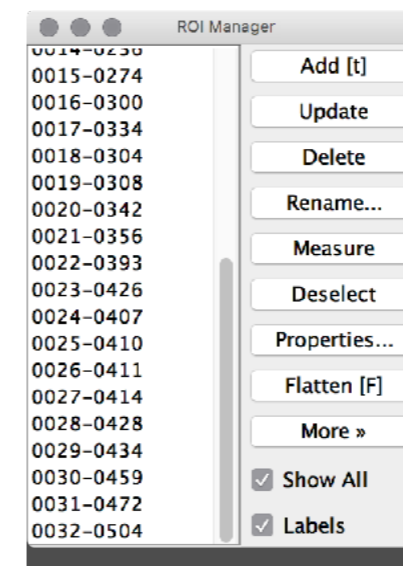 ROI Manager
0014-0236
0015-0274
0016-0300
0017-0334
0018-0304
0019-0308
0020-0342
0021-0356
0022-0393
0023-0426
0024-0407
0025-0410
0026-0411
0027-0414
0028-0428
0029-0434
0030-0459
0031-0472
0032-0504
Add [t]
Update
Delete
Rename...
Measure
Deselect
Properties...
Flatten [F]
More »
Show All
Labels